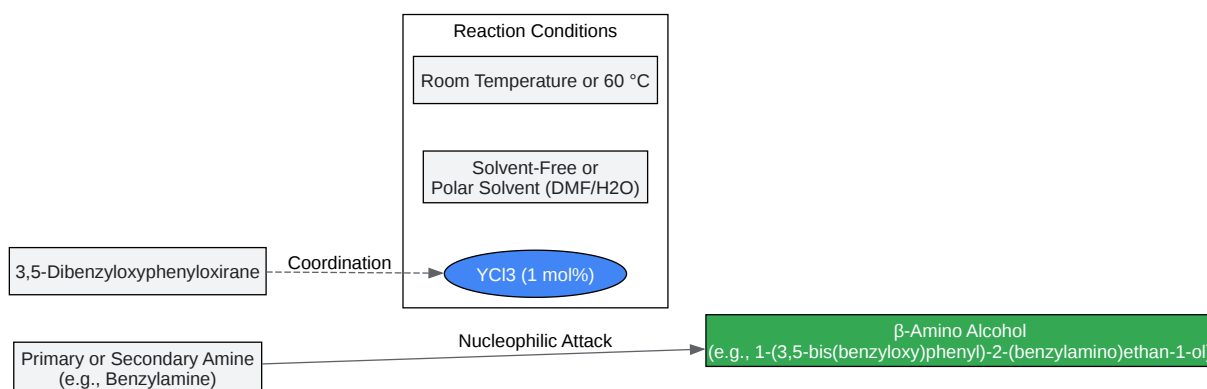 Reaction Conditions
Room Temperature or 60 °C
Solvent-Free or
Polar Solvent (DMF/H2O)
3,5-Dibenzyloxyphenyloxirane
Coordination
YCl3 (1 mol%)
Primary or Secondary Amine
(e.g., Benzylamine)
Nucleophilic Attack
β-Amino Alcohol
(e.g., 1-(3,5-bis(benzyloxy)phenyl)-2-(benzylamino)ethan-1-ol)